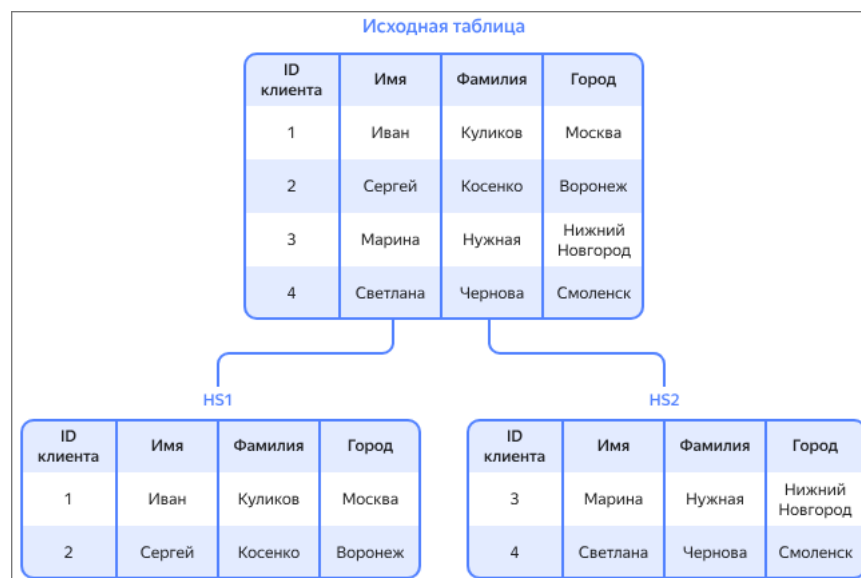 Исходная таблица
ID клиента Имя Фамилия Город
1 Иван Куликов Москва
2 Сергей Косенко Воронеж
3 Марина Нужная Нижний Новгород
4 Светлана Чернова Смоленск
HS1
ID клиента Имя Фамилия Город
1 Иван Куликов Москва
2 Сергей Косенко Воронеж
HS2
ID клиента Имя Фамилия Город
3 Марина Нужная Нижний Новгород
4 Светлана Чернова Смоленск